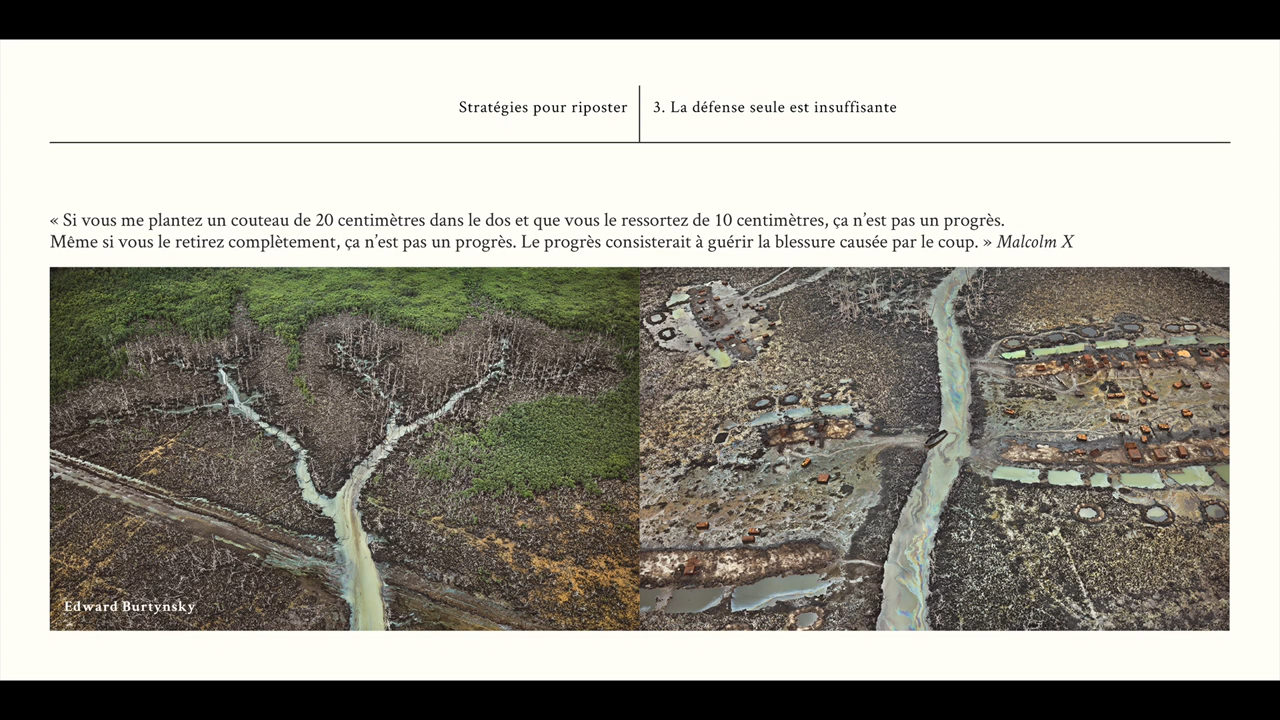 Stratégies pour riposter
3. La défense seule est insuffisante
« Si vous me plantez un couteau de 20 centimètres dans le dos et que vous le ressortez de 10 centimètres, ça n’est pas un progrès.
Même si vous le retirez complètement, ça n’est pas un progrès. Le progrès consisterait à guérir la blessure causée par le coup. » Malcolm X
Edward Burtynsky